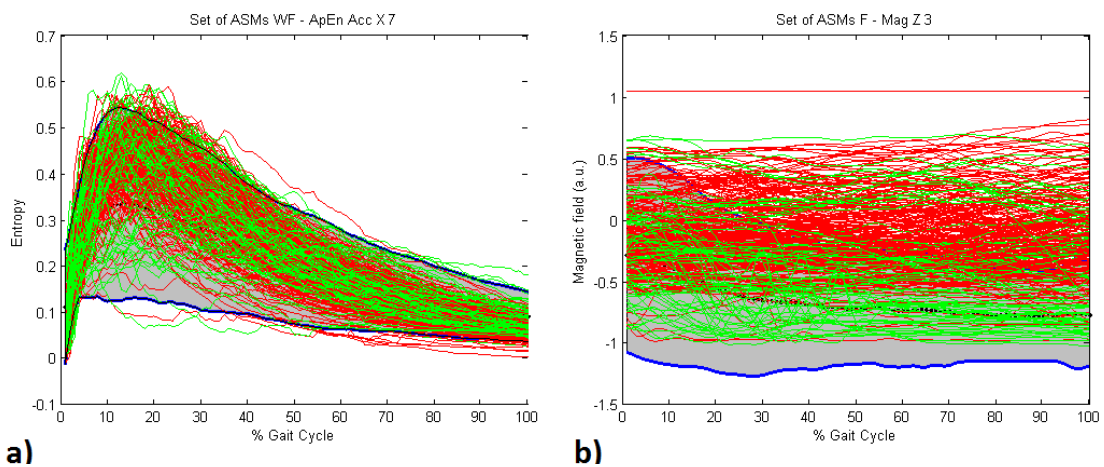 Set of ASMs WF - ApEn Acc X 7
Entropy
0.7
0.6
0.5
0.4
0.3
0.2
0.1
0
-0.1
0 10 20 30 40 50 60 70 80 90 100
% Gait Cycle
a)
Set of ASMs F - Mag Z 3
Magnetic field (a.u.)
1.5
1
0.5
0
-0.5
-1
-1.5
0 10 20 30 40 50 60 70 80 90 100
% Gait Cycle
b)